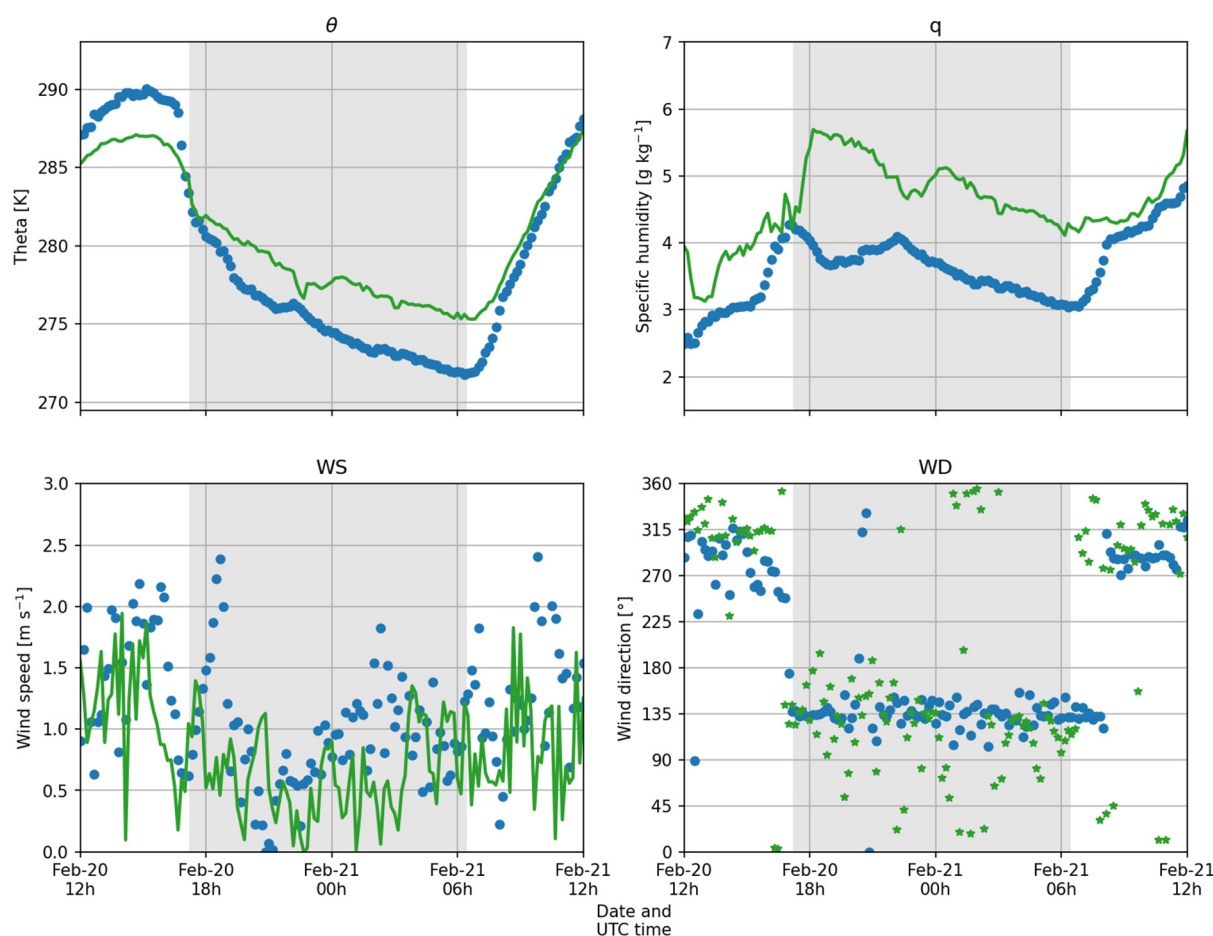 θ
q
Theta [K]
290
285
280
275
270
Specific humidity [g kg⁻¹]
7
6
5
4
3
2
WS
WD
Wind speed [m s⁻¹]
3.0
2.5
2.0
1.5
1.0
0.5
0.0
Wind direction [°]
360
315
270
225
180
135
90
45
0
Feb-20 Feb-20 Feb-21 Feb-21 Feb-21
12h 18h 00h 06h 12h
Feb-20 Feb-20 Feb-21 Feb-21 Feb-21
12h 18h 00h 06h 12h
Date and
UTC time